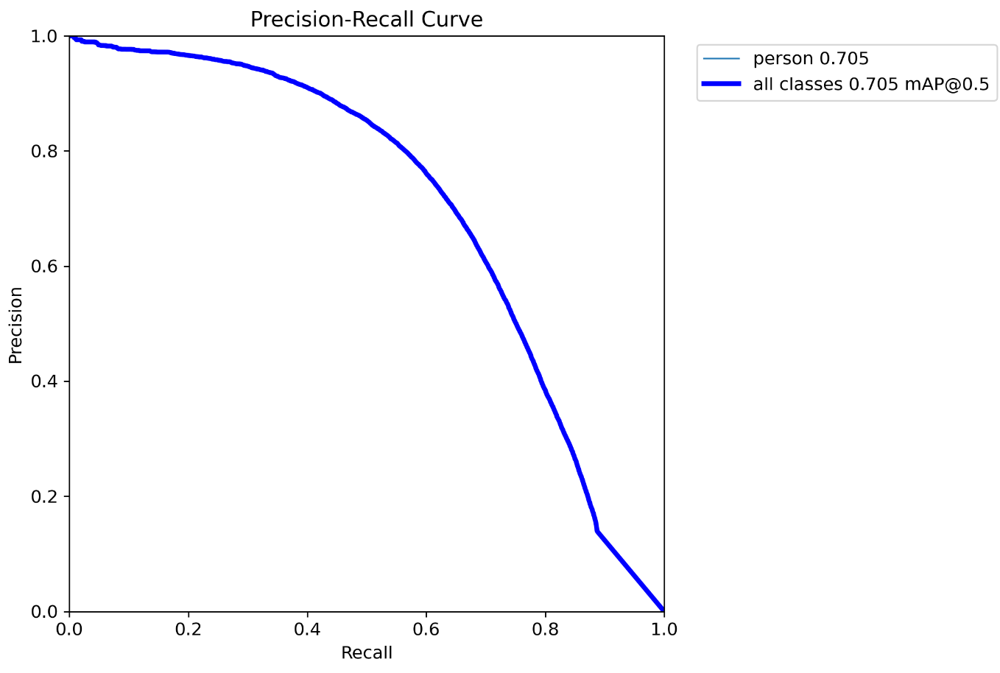 Precision-Recall Curve
1.0
0.8
0.6
0.4
0.2
0.0
Precision
0.0 0.2 0.4 0.6 0.8 1.0
Recall
person 0.705
all classes 0.705 mAP@0.5